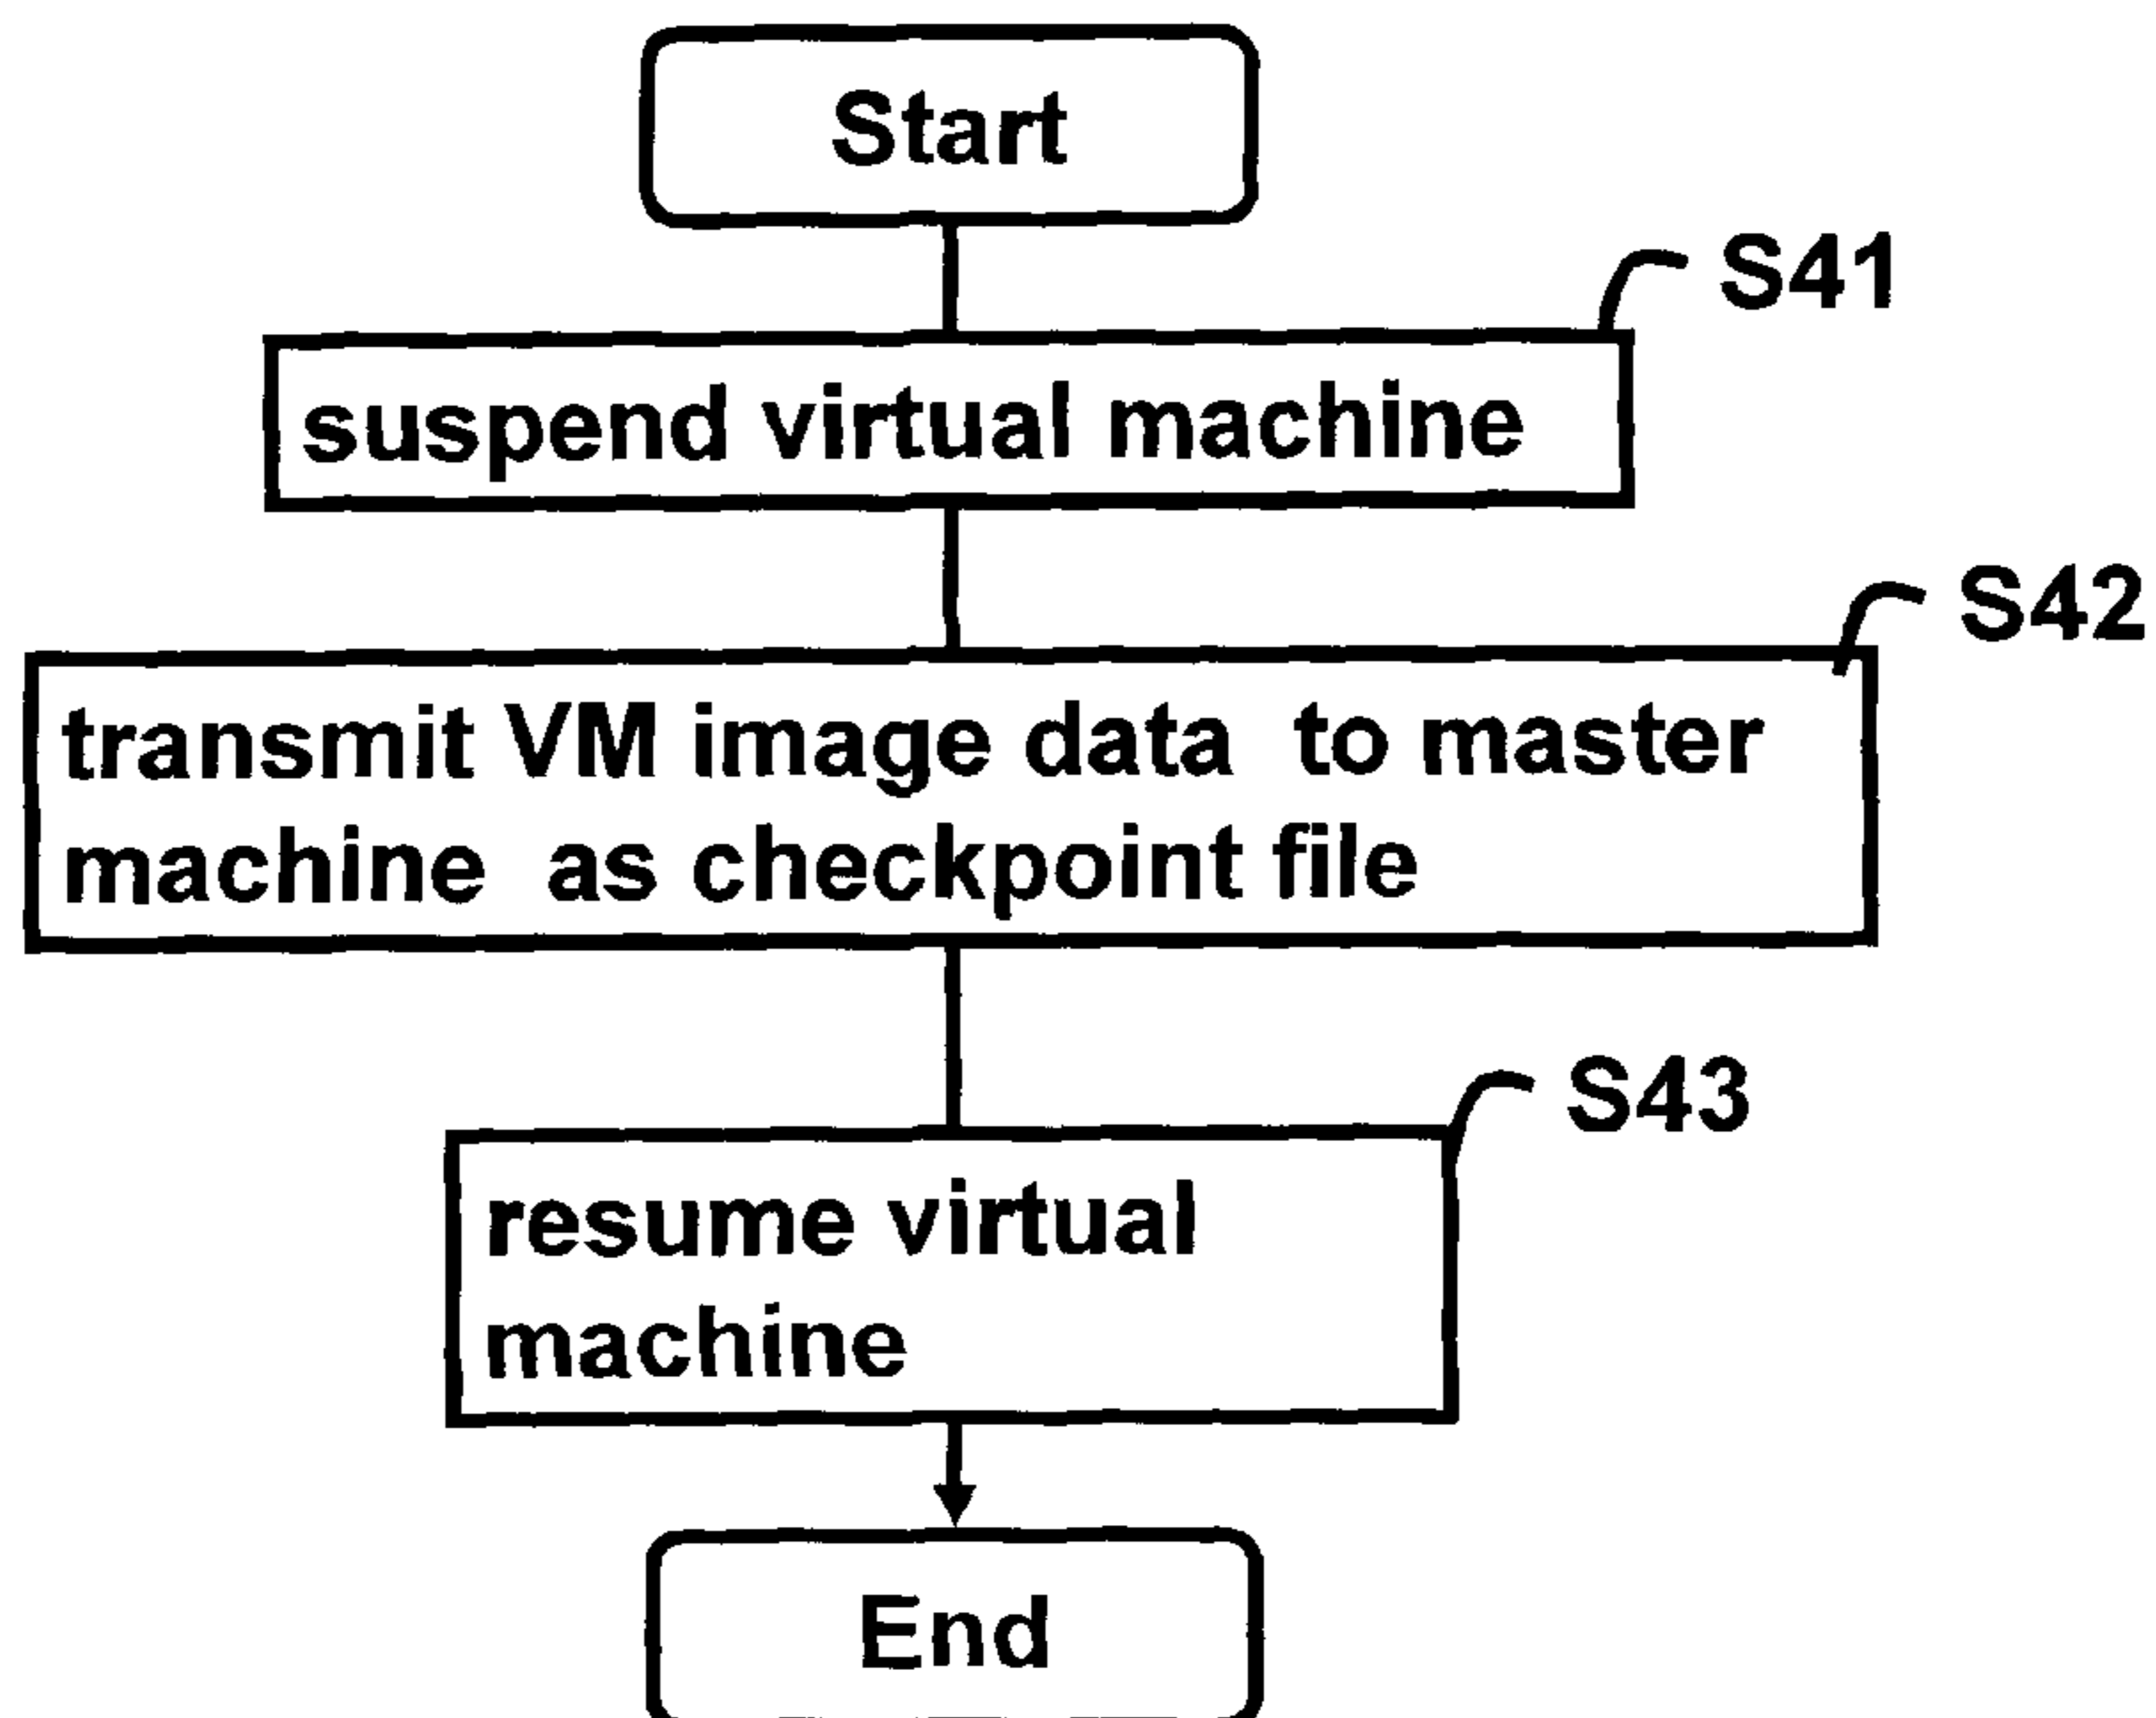 Start
S41
suspend virtual machine
S42
transmit VM image data to master
machine as checkpoint file
S43
resume virtual
machine
End